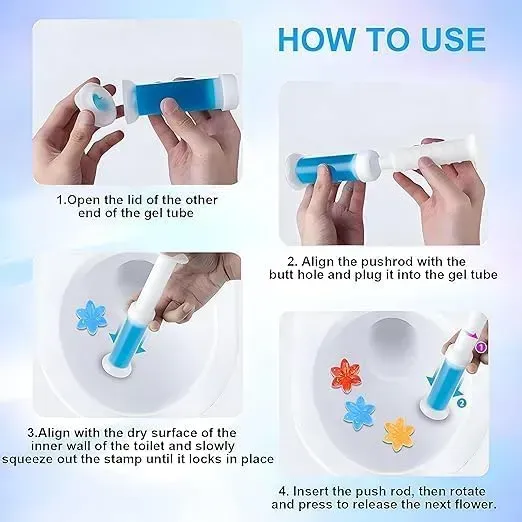 HOW TO USE
1.Open the lid of the other
end of the gel tube
2. Align the pushrod with the
butt hole and plug it into the gel tube
3.Align with the dry surface of the
inner wall of the toilet and slowly
squeeze out the stamp until it locks in place
1
2
4. Insert the push rod, then rotate
and press to release the next flower.